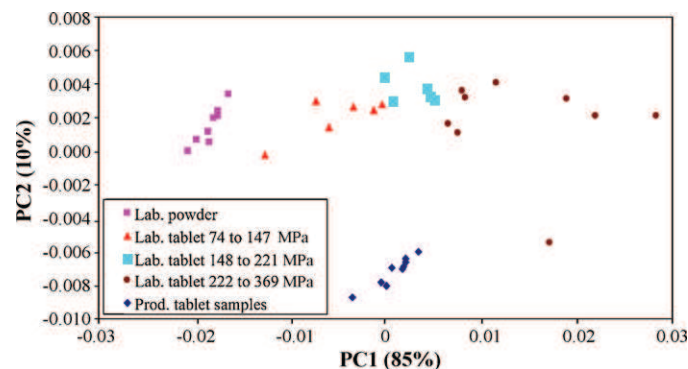 0.008
0.006
0.004
0.002
0.000
-0.002
-0.004
-0.006
-0.008
-0.010
PC2 (10%)
Lab. powder
Lab. tablet 74 to 147 MPa
Lab. tablet 148 to 221 MPa
Lab. tablet 222 to 369 MPa
Prod. tablet samples
-0.03 -0.02 -0.01 0 0.01 0.02 0.03
PC1 (85%)